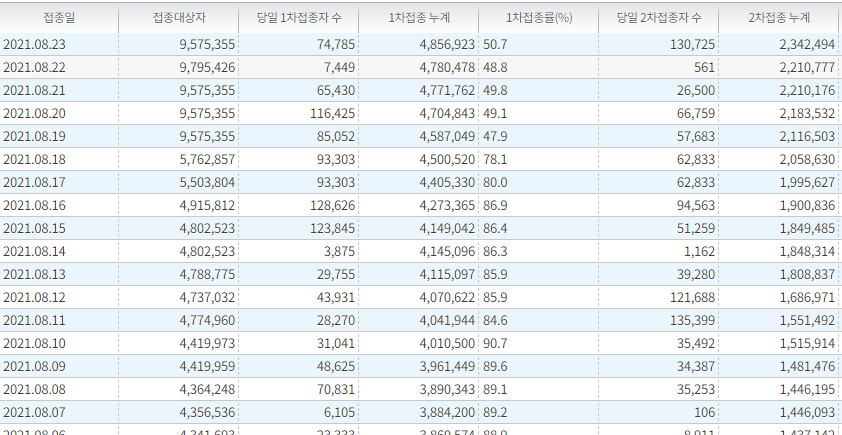 접종일 접종대상자 당일 1차접종자 수 1차접종 누계 1차접종률(%) 당일 2차접종자 수 2차접종 누계
2021.08.23 9,575,355 74,785 4,856,923 50.7 130,725 2,342,494
2021.08.22 9,795,426 7,449 4,780,478 48.8 561 2,210,777
2021.08.21 9,575,355 65,430 4,771,762 49.8 26,500 2,210,176
2021.08.20 9,575,355 116,425 4,704,843 49.1 66,759 2,183,532
2021.08.19 9,575,355 85,052 4,587,049 47.9 57,683 2,116,503
2021.08.18 5,762,857 93,303 4,500,520 78.1 62,833 2,058,630
2021.08.17 5,503,804 93,303 4,405,330 80.0 62,833 1,995,627
2021.08.16 4,915,812 128,626 4,273,365 86.9 94,563 1,900,836
2021.08.15 4,802,523 123,845 4,149,042 86.4 51,259 1,849,485
2021.08.14 4,802,523 3,875 4,145,096 86.3 1,162 1,848,314
2021.08.13 4,788,775 29,755 4,115,097 85.9 39,280 1,808,837
2021.08.12 4,737,032 43,931 4,070,622 85.9 121,688 1,686,971
2021.08.11 4,774,960 28,270 4,041,944 84.6 135,399 1,551,492
2021.08.10 4,419,973 31,041 4,010,500 90.7 35,492 1,515,914
2021.08.09 4,419,959 48,625 3,961,449 89.6 34,387 1,481,476
2021.08.08 4,364,248 70,831 3,890,343 89.1 35,253 1,446,195
2021.08.07 4,356,536 6,105 3,884,200 89.2 106 1,446,093
2021.08.06 4,341,693 23,333 3,860,574 88.9 8,911 1,437,142